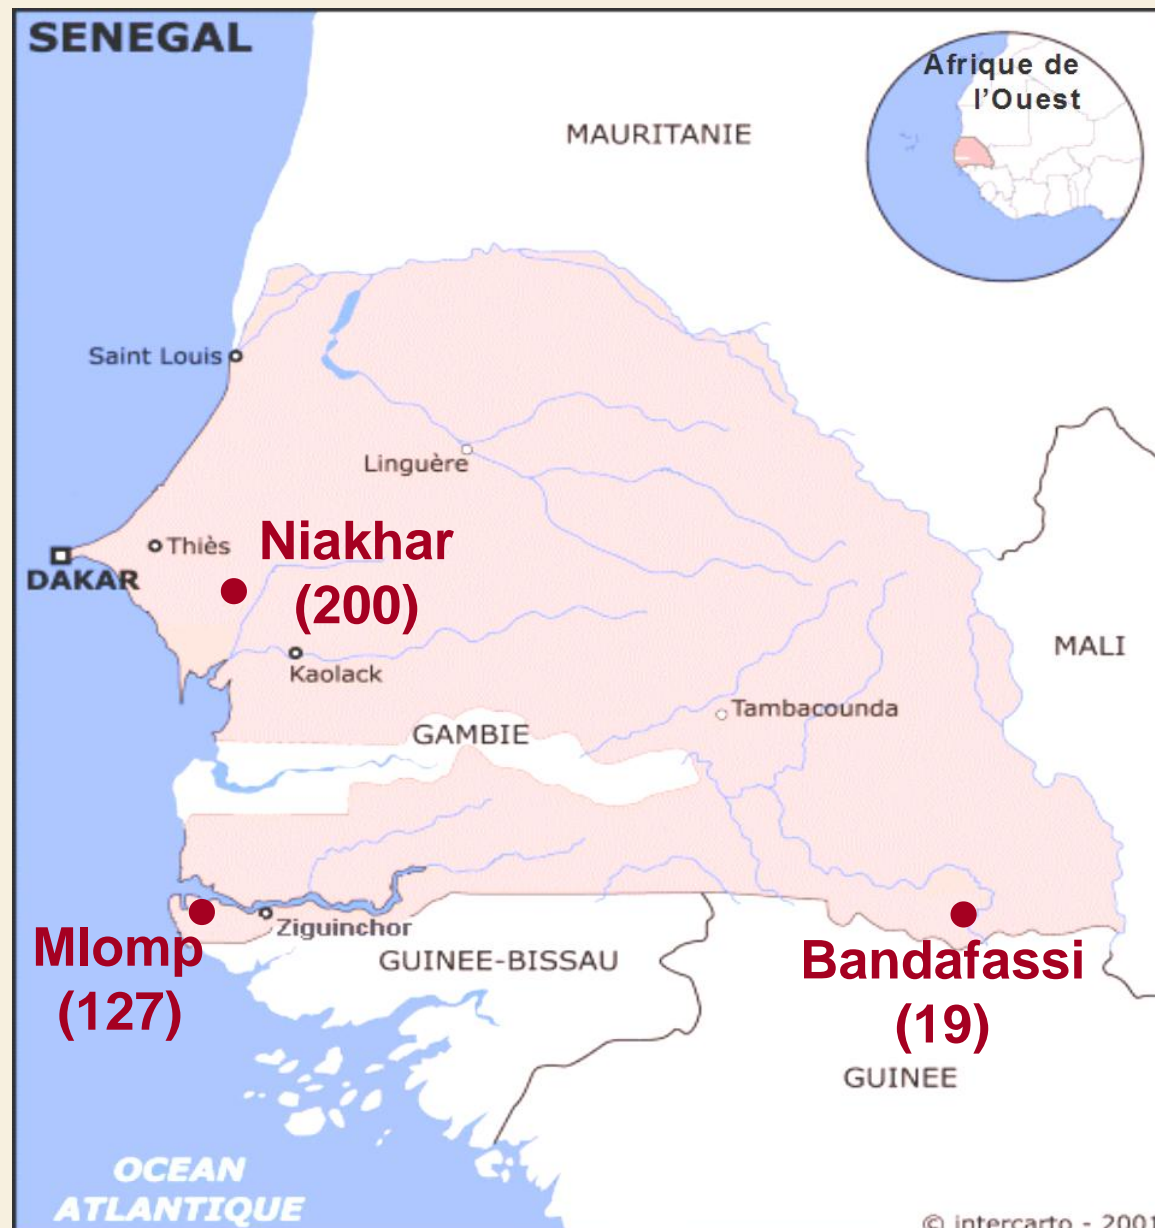 SENEGAL
Afrique de
l'Ouest
MAURITANIE
Saint Louis
Linguère
Thiès
Niakhar
(200)
DAKAR
Kaolack
MALI
Tambacounda
GAMBIE
Ziguinchor
Mlomp
(127)
GUINEE-BISSAU
Bandafassi
(19)
GUINEE
OCEAN
ATLANTIQUE
© intercarto - 2001